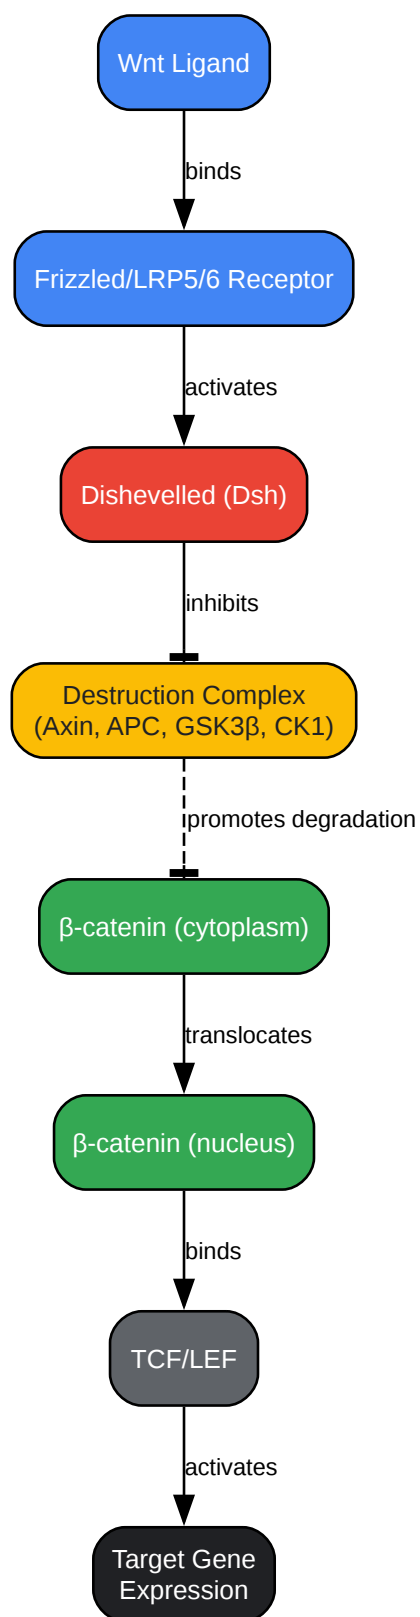 Wnt Ligand
binds
Frizzled/LRP5/6 Receptor
activates
Dishevelled (Dsh)
inhibits
Destruction Complex
(Axin, APC, GSK3β, CK1)
promotes degradation
β-catenin (cytoplasm)
translocates
β-catenin (nucleus)
binds
TCF/LEF
activates
Target Gene
Expression